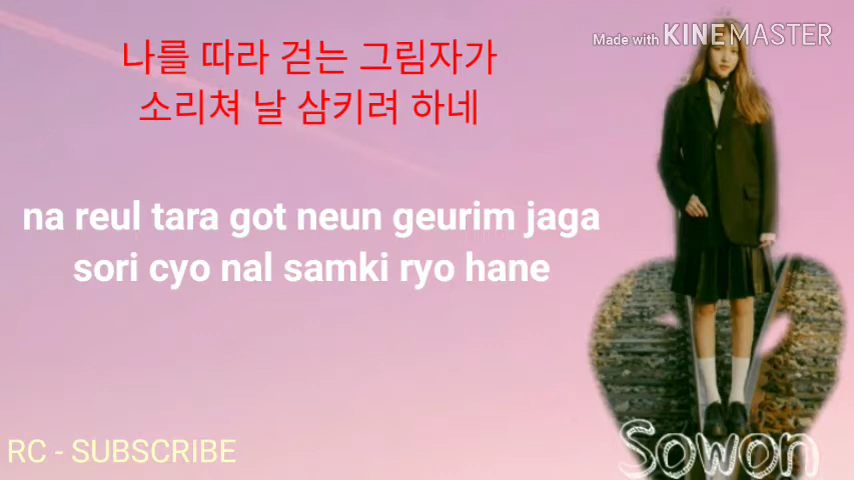 Made with KINEMASTER
나를 따라 걷는 그림자가
소리쳐 날 삼키려 하네
na reul tara got neun geurim jaga
sori cyo nal samki ryo hane
RC - SUBSCRIBE
Sowon